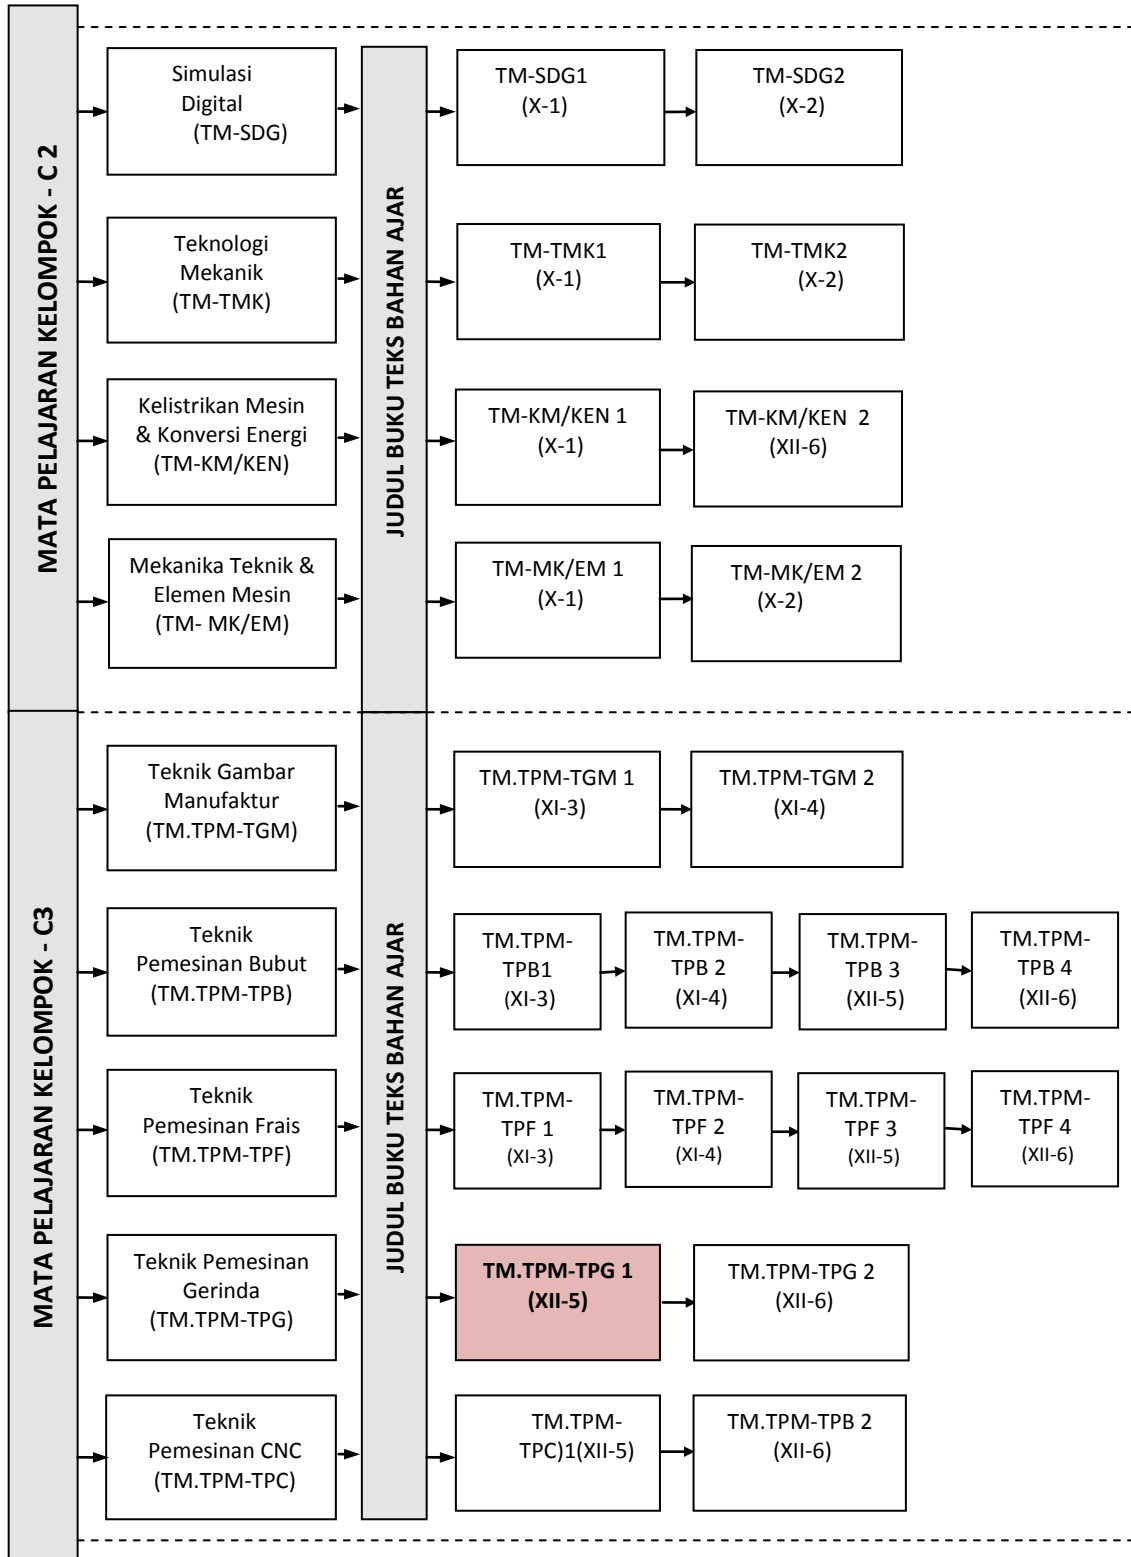 MATA PELAJARAN KELOMPOK - C 2
JUDUL BUKU TEKS BAHAN AJAR
Simulasi
Digital
(TM-SDG)
TM-SDG1
(X-1)
TM-SDG2
(X-2)
Teknologi
Mekanik
(TM-TMK)
TM-TMK1
(X-1)
TM-TMK2
(X-2)
Kelistrikan Mesin
& Konversi Energi
(TM-KM/KEN)
TM-KM/KEN 1
(X-1)
TM-KM/KEN 2
(XII-6)
Mekanika Teknik &
Elemen Mesin
(TM- MK/EM)
TM-MK/EM 1
(X-1)
TM-MK/EM 2
(X-2)
MATA PELAJARAN KELOMPOK - C3
JUDUL BUKU TEKS BAHAN AJAR
Teknik Gambar
Manufaktur
(TM.TPM-TGM)
TM.TPM-TGM 1
(XI-3)
TM.TPM-TGM 2
(XI-4)
Teknik
Pemesinan Bubut
(TM.TPM-TPB)
TM.TPM-
TPB1
(XI-3)
TM.TPM-
TPB 2
(XI-4)
TM.TPM-
TPB 3
(XII-5)
TM.TPM-
TPB 4
(XII-6)
Teknik
Pemesinan Frais
(TM.TPM-TPF)
TM.TPM-
TPF 1
(XI-3)
TM.TPM-
TPF 2
(XI-4)
TM.TPM-
TPF 3
(XII-5)
TM.TPM-
TPF 4
(XII-6)
Teknik Pemesinan
Gerinda
(TM.TPM-TPG)
TM.TPM-TPG 1
(XII-5)
TM.TPM-TPG 2
(XII-6)
Teknik
Pemesinan CNC
(TM.TPM-TPC)
TM.TPM-
TPC)1(XII-5)
TM.TPM-TPB 2
(XII-6)